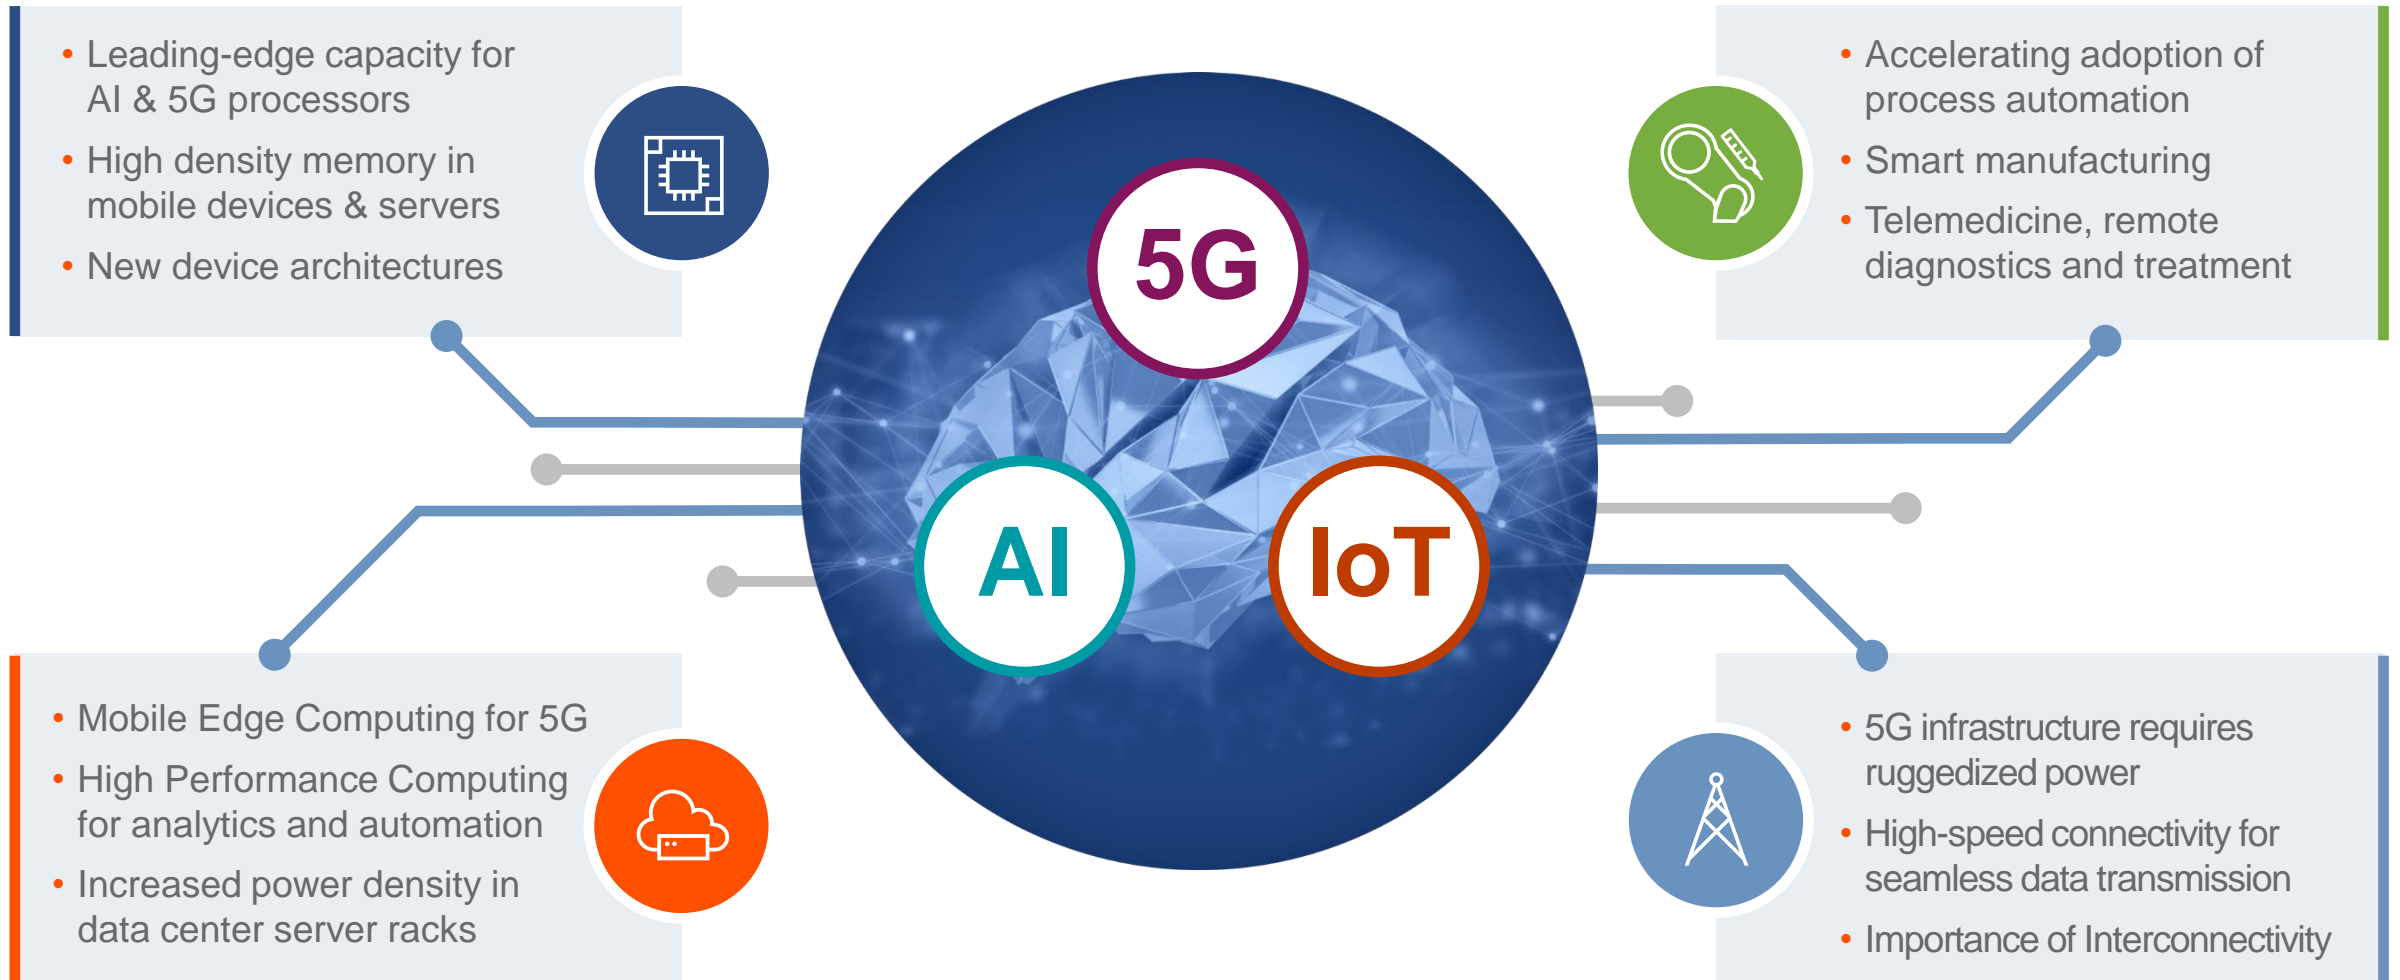 • Leading-edge capacity for
AI & 5G processors
• High density memory in
mobile devices & servers
• New device architectures
5G
AI
IoT
• Accelerating adoption of
process automation
• Smart manufacturing
• Telemedicine, remote
diagnostics and treatment
• Mobile Edge Computing for 5G
• High Performance Computing
for analytics and automation
• Increased power density in
data center server racks
• 5G infrastructure requires
ruggedized power
• High-speed connectivity for
seamless data transmission
• Importance of Interconnectivity